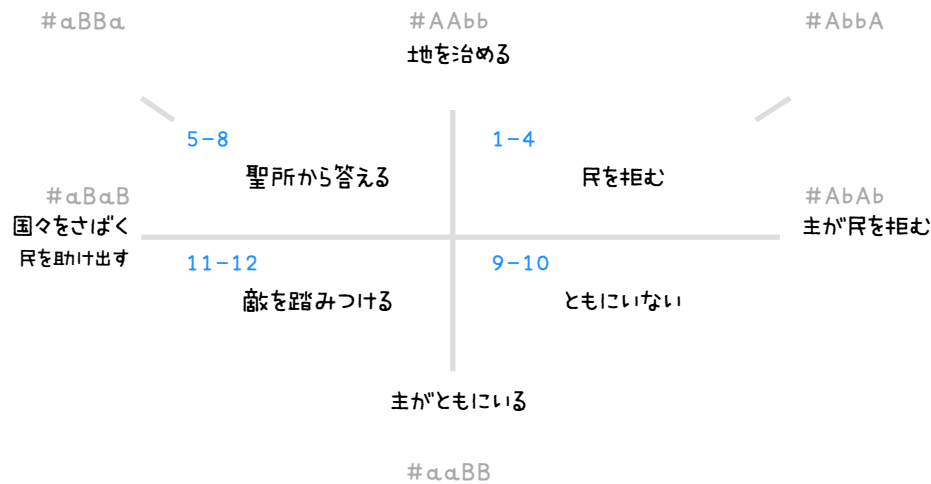 #aBBa
#AAbb
#AbbA
地を治める
5-8
1-4
聖所から答える
民を拒む
#aBaB
#AbAb
国々をさばく
主が民を拒む
民を助け出す
11-12
9-10
敵を踏みつける
ともにいない
主がともにいる
#aaBB